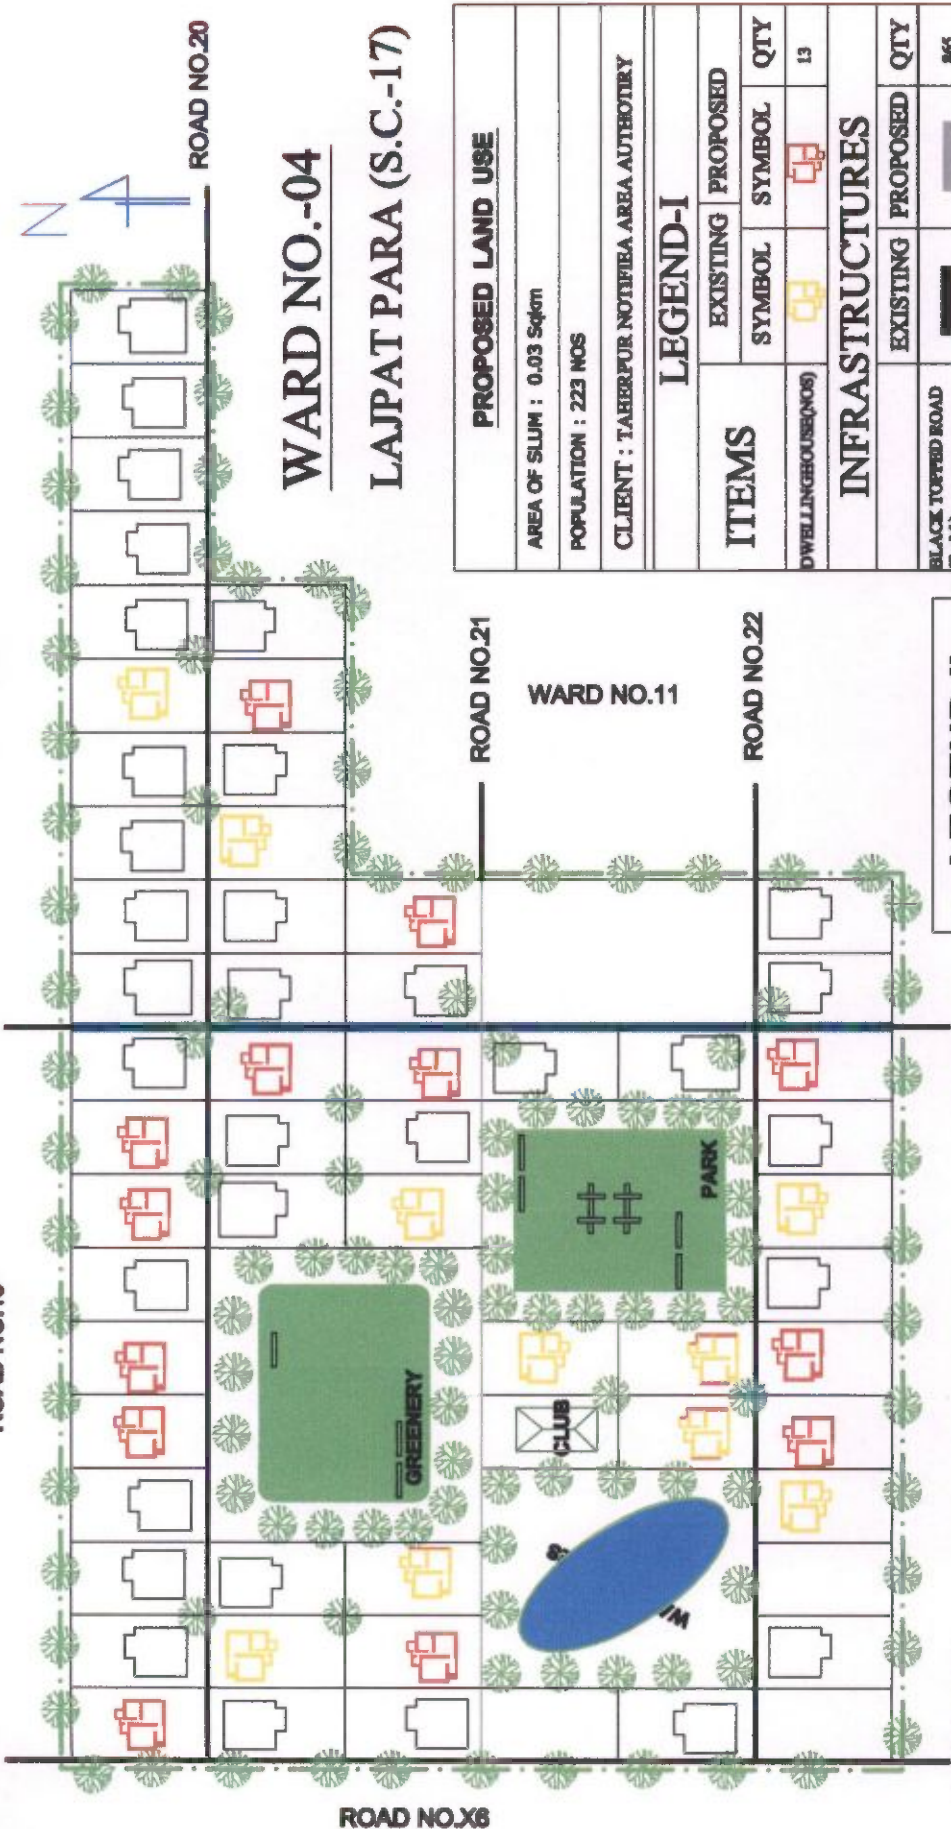 N
ROAD NO.20
WARD NO.-04
LAJPAT PARA (S.C.-17)
PROPOSED LAND USE
AREA OF SLUM : 0.03 Sqkm
POPULATION : 223 NOS
CLIENT : TAHERPUR NOTIFIEA AREA AUTHOTIRY
LEGEND-I
ITEMS
EXISTING
PROPOSED
SYMBOL
SYMBOL
QTY
DWELLINGHOUSE(NOS)
13
INFRASTRUCTURES
EXISTING
PROPOSED
QTY
BLACK TOPPED ROAD
865
ROAD NO.21
WARD NO.11
ROAD NO.22
PARK
GREENERY
CLUB
ROAD NO.X6